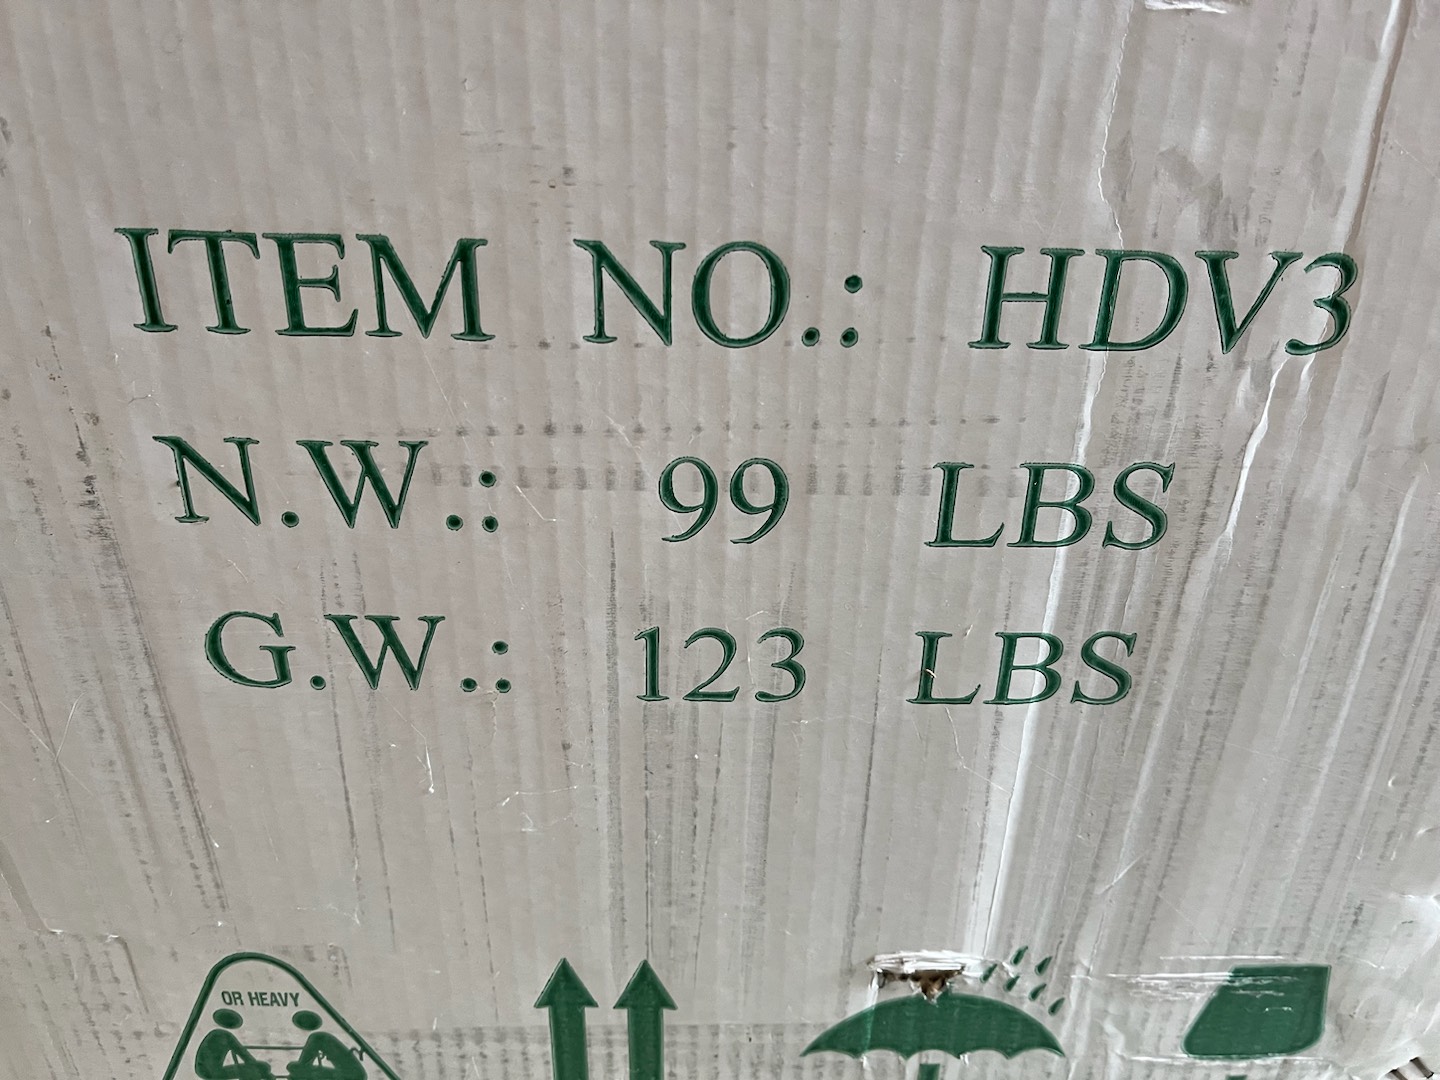 ITEM NO.: HDV3
N.W.: 99 LBS
G.W.: 123 LBS
OR HEAVY